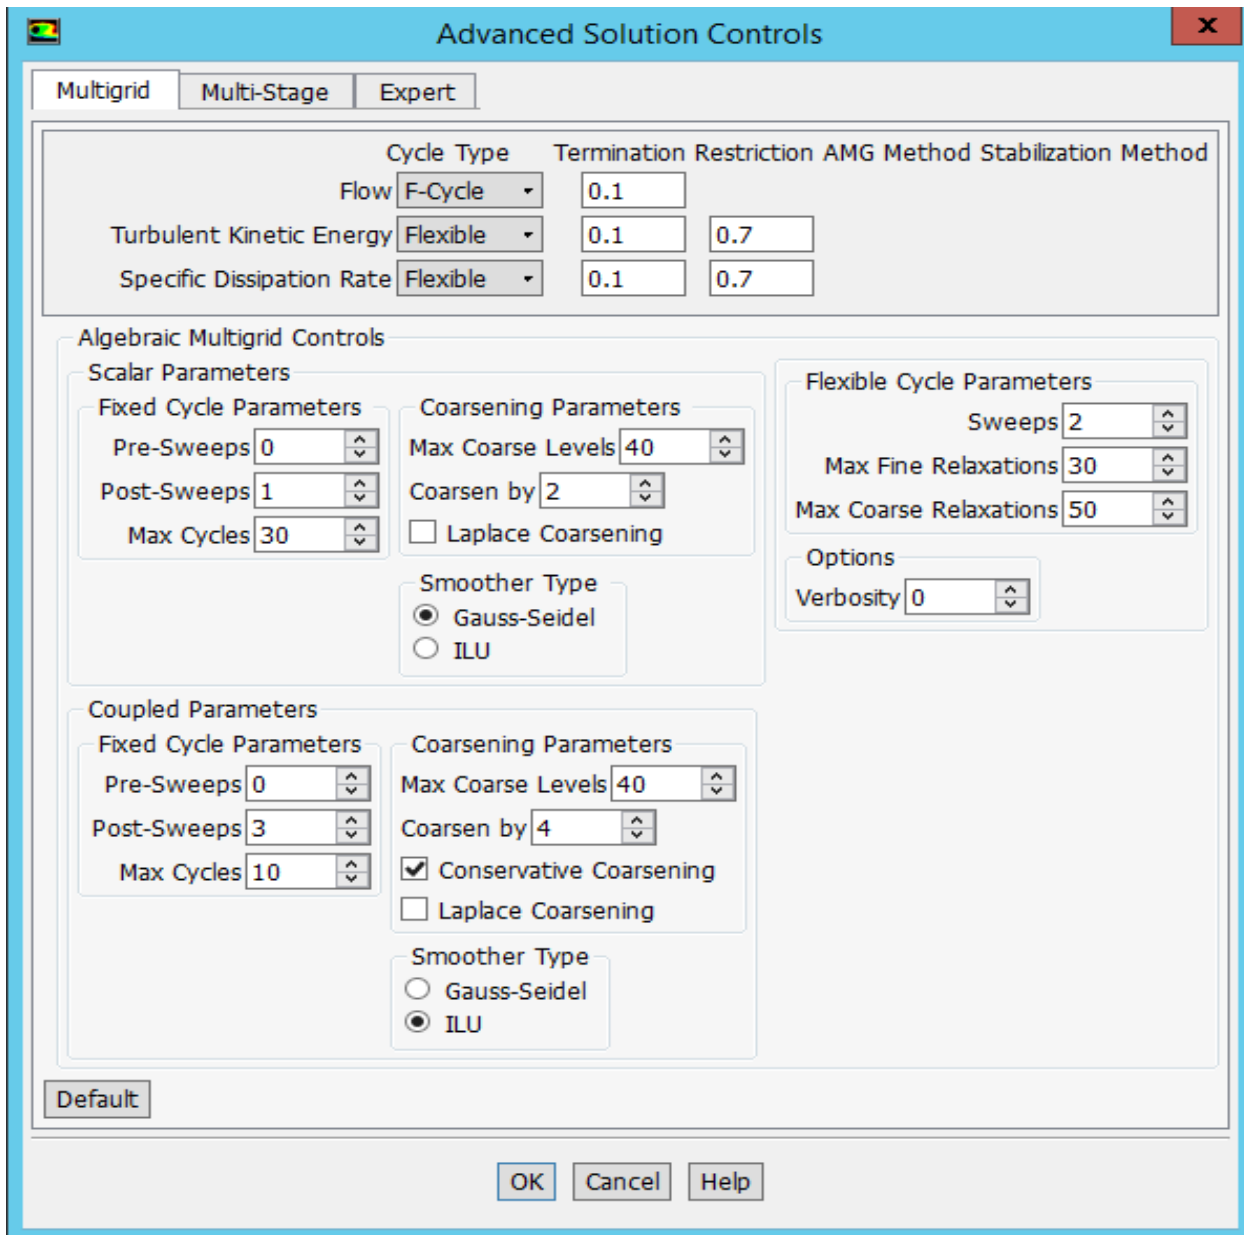 Advanced Solution Controls
x
Multigrid Multi-Stage Expert
Cycle Type Termination Restriction AMG Method Stabilization Method
Flow F-Cycle 0.1
Turbulent Kinetic Energy Flexible 0.1 0.7
Specific Dissipation Rate Flexible 0.1 0.7
Algebraic Multigrid Controls
Scalar Parameters
Fixed Cycle Parameters
Pre-Sweeps 0
Post-Sweeps 1
Max Cycles 30
Coarsening Parameters
Max Coarse Levels 40
Coarsen by 2
Laplace Coarsening
Smoother Type
Gauss-Seidel
ILU
Flexible Cycle Parameters
Sweeps 2
Max Fine Relaxations 30
Max Coarse Relaxations 50
Options
Verbosity 0
Coupled Parameters
Fixed Cycle Parameters
Pre-Sweeps 0
Post-Sweeps 3
Max Cycles 10
Coarsening Parameters
Max Coarse Levels 40
Coarsen by 4
Conservative Coarsening
Laplace Coarsening
Smoother Type
Gauss-Seidel
ILU
Default
OK Cancel Help